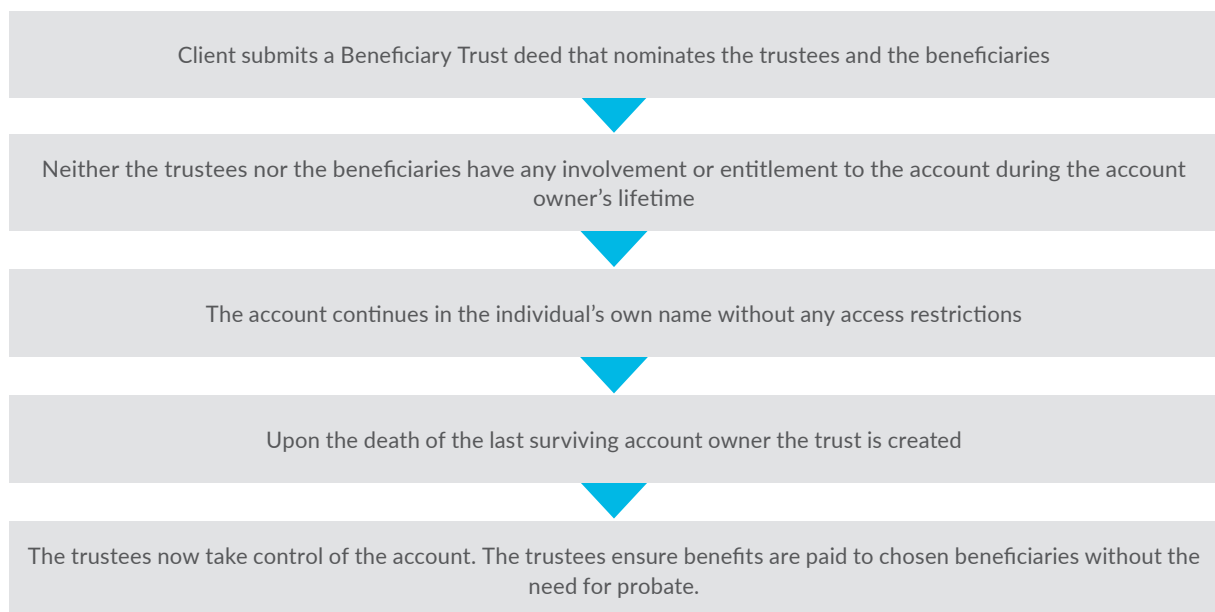 Client submits a Beneficiary Trust deed that nominates the trustees and the beneficiaries
Neither the trustees nor the beneficiaries have any involvement or entitlement to the account during the account
owner’s lifetime
The account continues in the individual’s own name without any access restrictions
Upon the death of the last surviving account owner the trust is created
The trustees now take control of the account. The trustees ensure benefits are paid to chosen beneficiaries without the
need for probate.